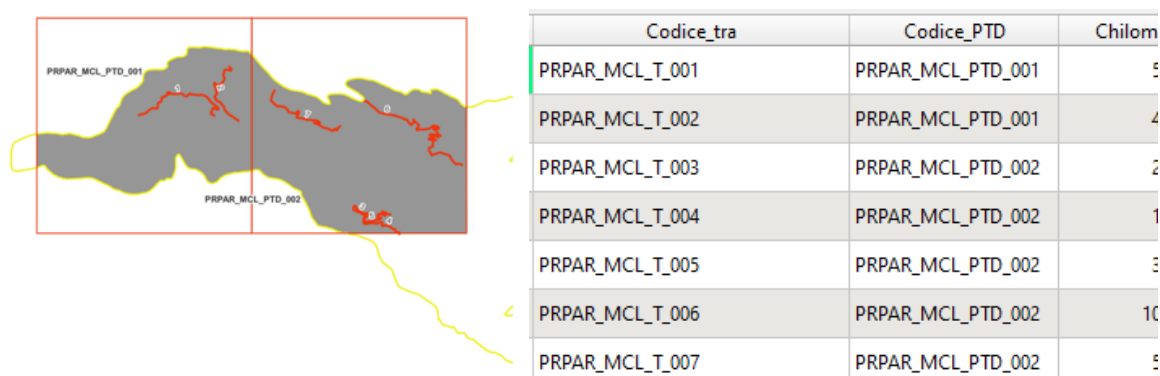 PRPAR_MCL_PTD_001
PRPAR_MCL_PTD_002
Codice_tra Codice_PTD Chilom
PRPAR_MCL_T_001 PRPAR_MCL_PTD_001 5
PRPAR_MCL_T_002 PRPAR_MCL_PTD_001 4
PRPAR_MCL_T_003 PRPAR_MCL_PTD_002 2
PRPAR_MCL_T_004 PRPAR_MCL_PTD_002 1
PRPAR_MCL_T_005 PRPAR_MCL_PTD_002 3
PRPAR_MCL_T_006 PRPAR_MCL_PTD_002 10
PRPAR_MCL_T_007 PRPAR_MCL_PTD_002 5